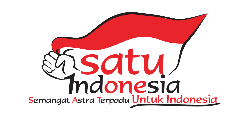 satu
Indonesia
Semangat Astra Terpadu Untuk Indonesia